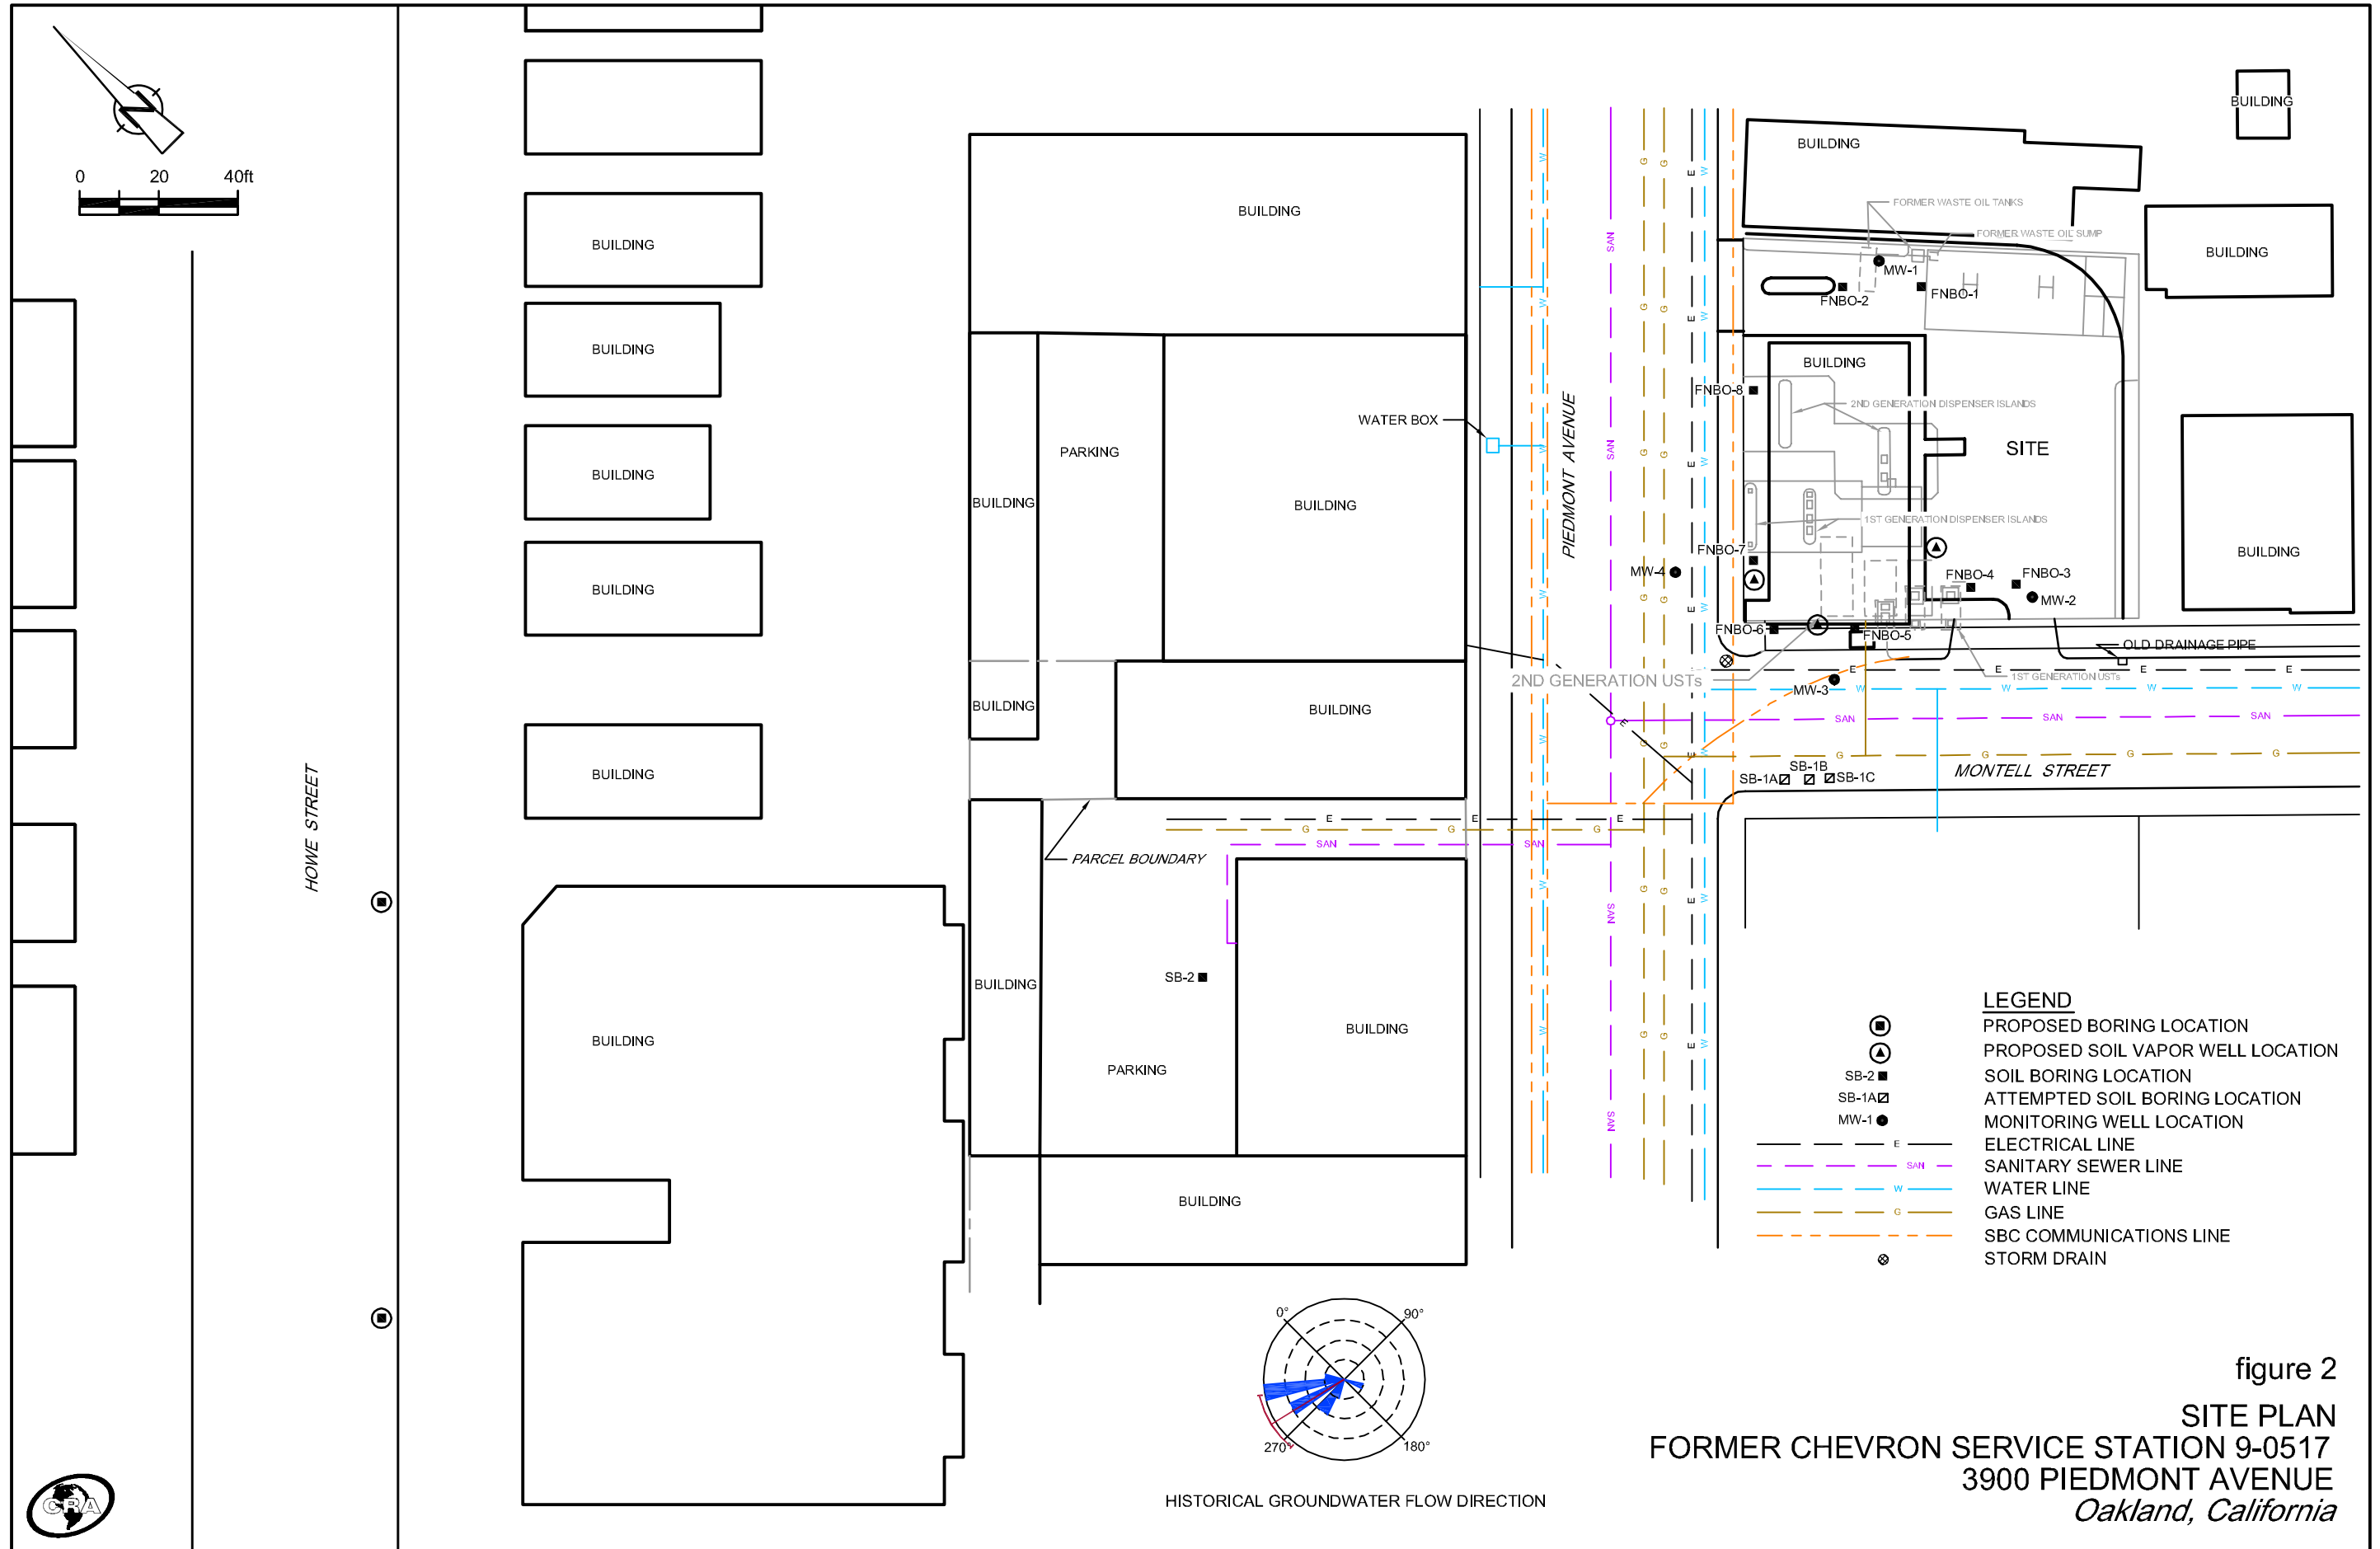 N
0 20 40ft
BUILDING
BUILDING
BUILDING
BUILDING
BUILDING
BUILDING
HOWE STREET
BUILDING
BUILDING
PARKING
BUILDING
BUILDING
WATER BOX
BUILDING
BUILDING
PARCEL BOUNDARY
BUILDING
SB-2
PARKING
BUILDING
BUILDING
PIEDMONT AVENUE
BUILDING
BUILDING
FORMER WASTE OIL TANKS
FORMER WASTE OIL SUMP
BUILDING
MW-1
FNBO-2
FNBO-1
BUILDING
FNBO-8
2ND GENERATION DISPENSER ISLANDS
SITE
1ST GENERATION DISPENSER ISLANDS
BUILDING
FNBO-7
MW-4
FNBO-4
FNBO-3
MW-2
FNBO-6
FNBO-5
OLD DRAINAGE PIPE
2ND GENERATION USTs
1ST GENERATION USTs
MW-3
E E E E
W W W W
SAN SAN SAN
G G G G
SB-1A
SB-1B
SB-1C
MONTELL STREET
E E E
G G G
SAN SAN
LEGEND
PROPOSED BORING LOCATION
PROPOSED SOIL VAPOR WELL LOCATION
SB-2 SOIL BORING LOCATION
SB-1A ATTEMPTED SOIL BORING LOCATION
MW-1 MONITORING WELL LOCATION
E ELECTRICAL LINE
SAN SANITARY SEWER LINE
W WATER LINE
G GAS LINE
SBC COMMUNICATIONS LINE
STORM DRAIN
0° 90°
270° 180°
HISTORICAL GROUNDWATER FLOW DIRECTION
figure 2
SITE PLAN
FORMER CHEVRON SERVICE STATION 9-0517
3900 PIEDMONT AVENUE
Oakland, California
CRA